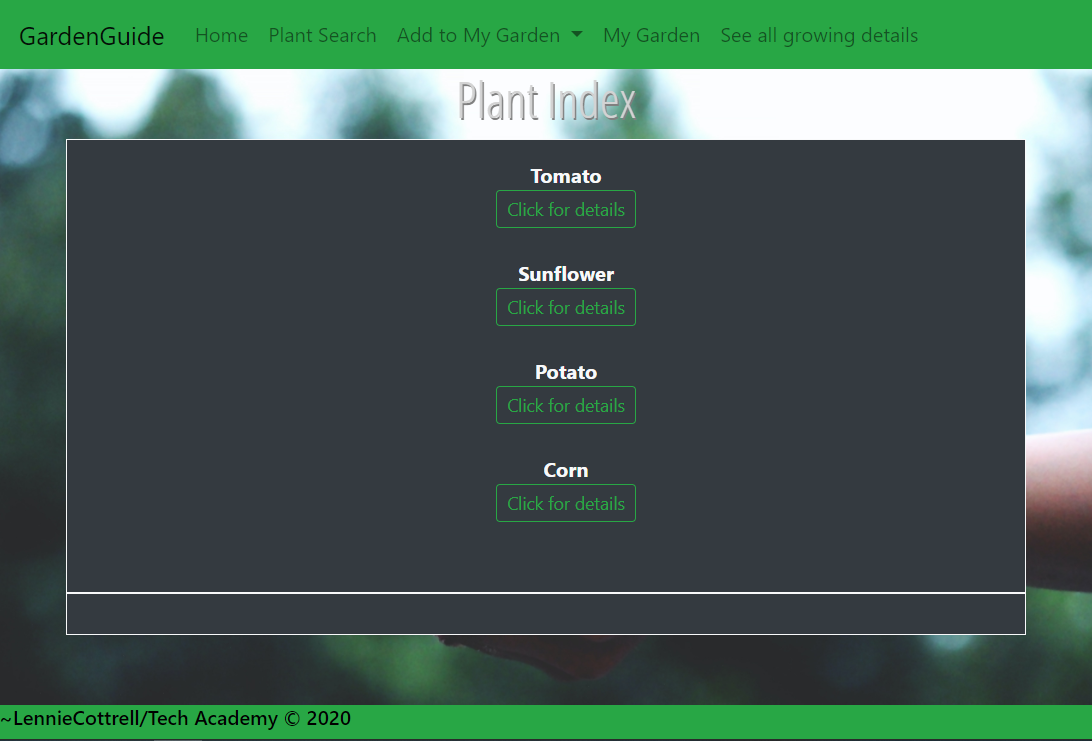 GardenGuide Home Plant Search Add to My Garden My Garden See all growing details
Plant Index
Tomato
Click for details
Sunflower
Click for details
Potato
Click for details
Corn
Click for details
~LennieCottrell/Tech Academy © 2020